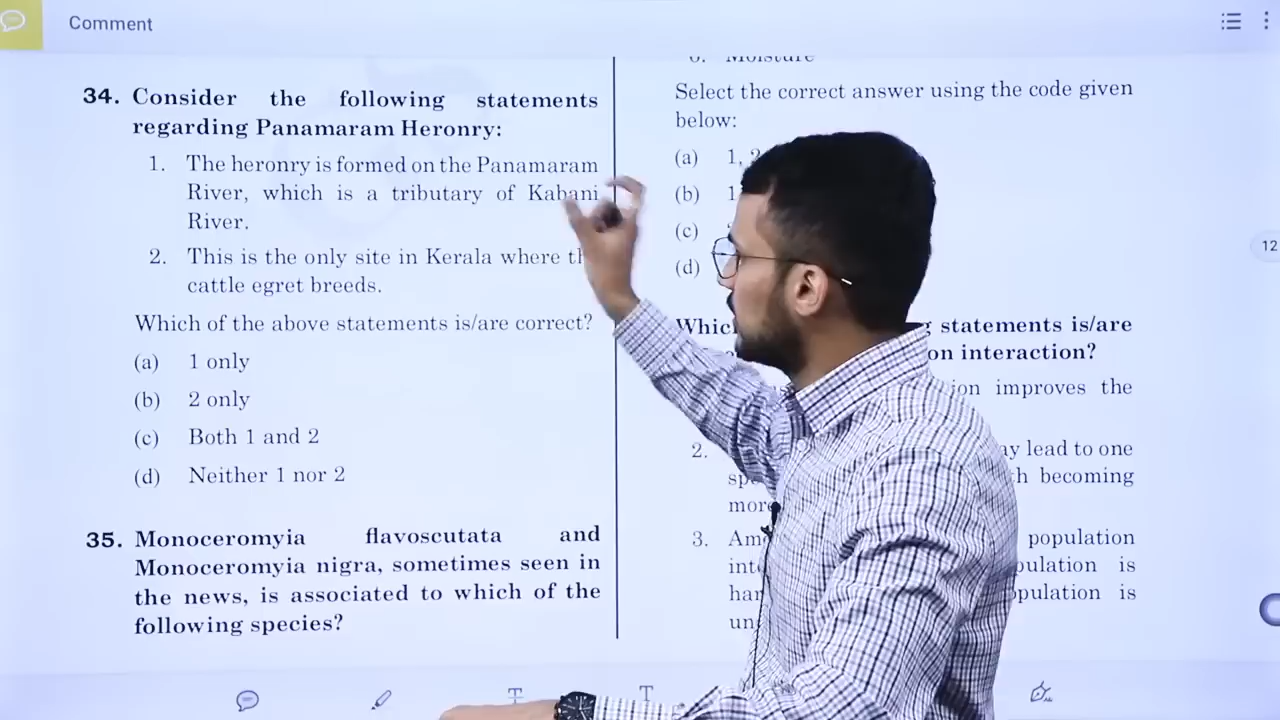 Comment
34. Consider the following statements
regarding Panamaram Heronry:
1. The heronry is formed on the Panamaram
River, which is a tributary of Kabani
River.
2. This is the only site in Kerala where
cattle egret breeds.
Which of the above statements is/are correct?
(a) 1 only
(b) 2 only
(c) Both 1 and 2
(d) Neither 1 nor 2
35. Monoceromyia flavoscutata and
Monoceromyia nigra, sometimes seen in
the news, is associated to which of the
following species?
Moisture
Select the correct answer using the code given
below:
(a) 1,
(b) 1
(c)
(d)
statements is/are
on interaction?
improves the
2. lead to one
becoming
3. population
is
is
12